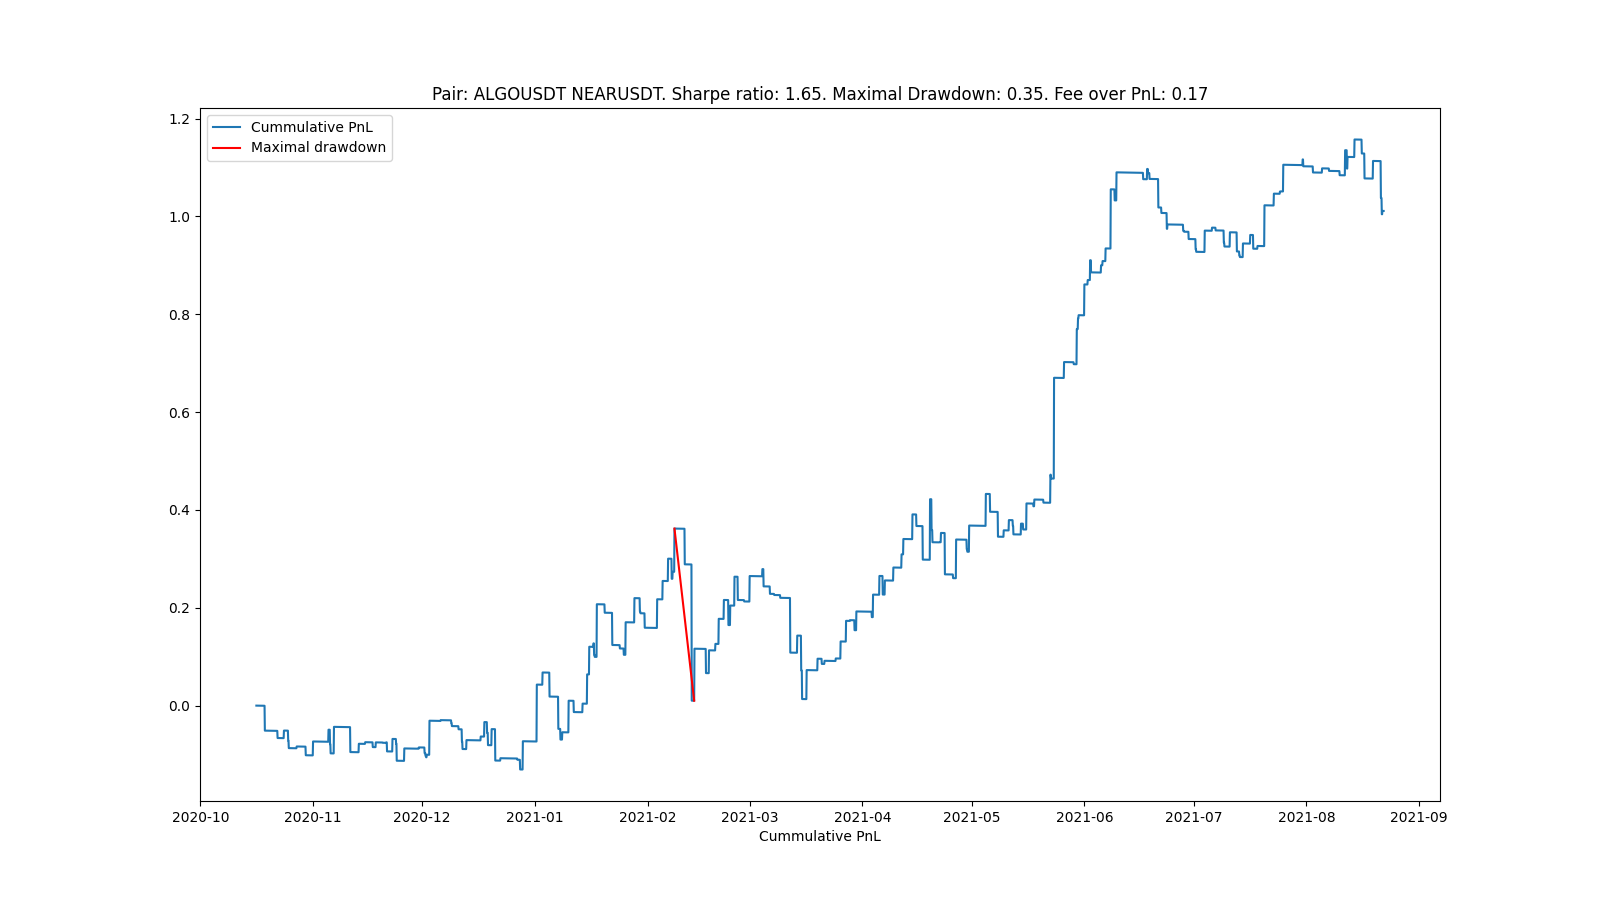 Pair: ALGOUSDT NEARUSDT. Sharpe ratio: 1.65. Maximal Drawdown: 0.35. Fee over PnL: 0.17
Cummulative PnL
Maximal drawdown
1.2
1.0
0.8
0.6
0.4
0.2
0.0
2020-10 2020-11 2020-12 2021-01 2021-02 2021-03 2021-04 2021-05 2021-06 2021-07 2021-08 2021-09
Cummulative PnL